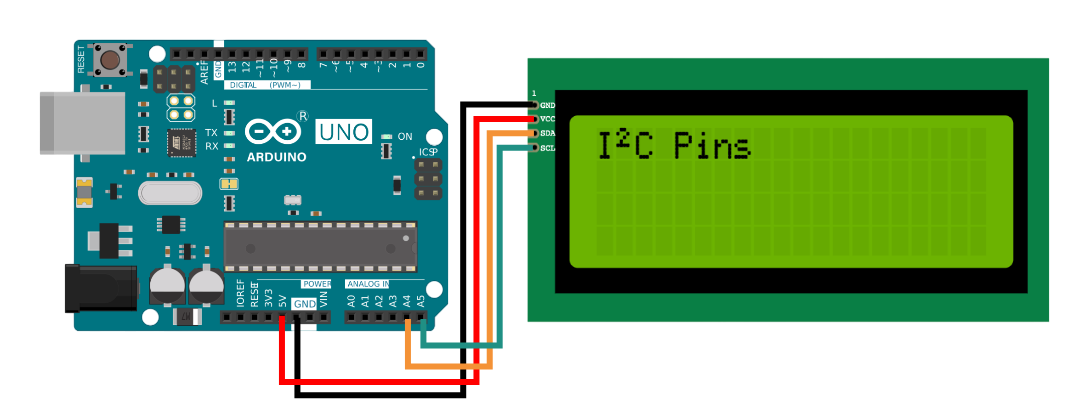 RESET
AREF
GND
13
12
~11
~10
~9
8
7
~6
~5
4
~3
2
1
0
DIGITAL (PWM~)
L
TX
RX
®
UNO
ARDUINO
ON
ICSP
1
GND
VCC
SDA
SCL
I²C Pins
POWER
ANALOG IN
IOREF
RESET
3V3
5V
GND
VIN
A0
A1
A2
A3
A4
A5